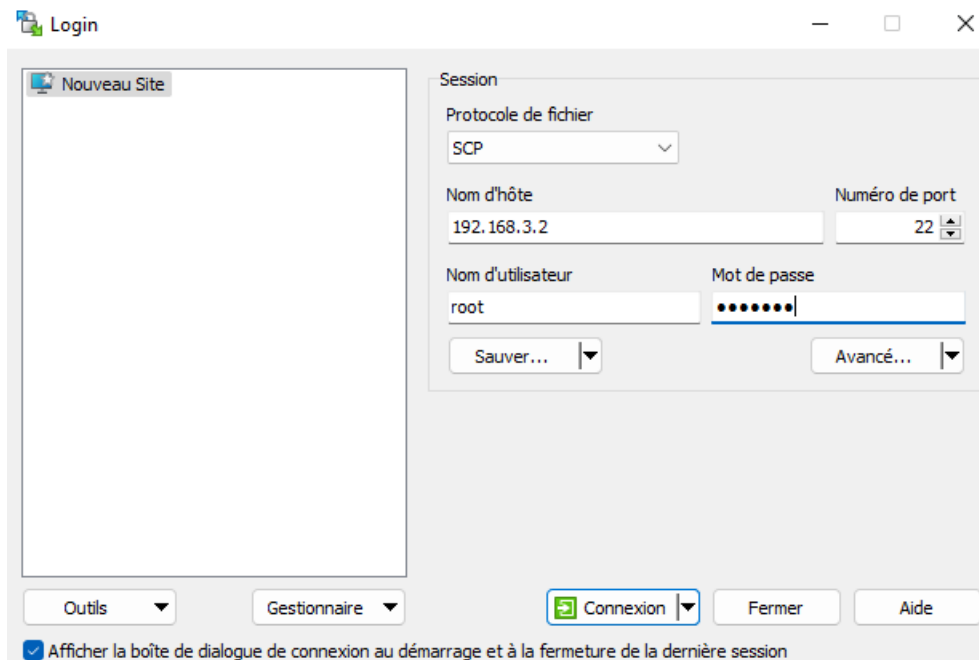 Login
Nouveau Site
Session
Protocole de fichier
SCP
Nom d'hôte Numéro de port
192.168.3.2 22
Nom d'utilisateur Mot de passe
root •••••••
Sauver... Avancé...
Outils Gestionnaire Connexion Fermer Aide
Afficher la boîte de dialogue de connexion au démarrage et à la fermeture de la dernière session